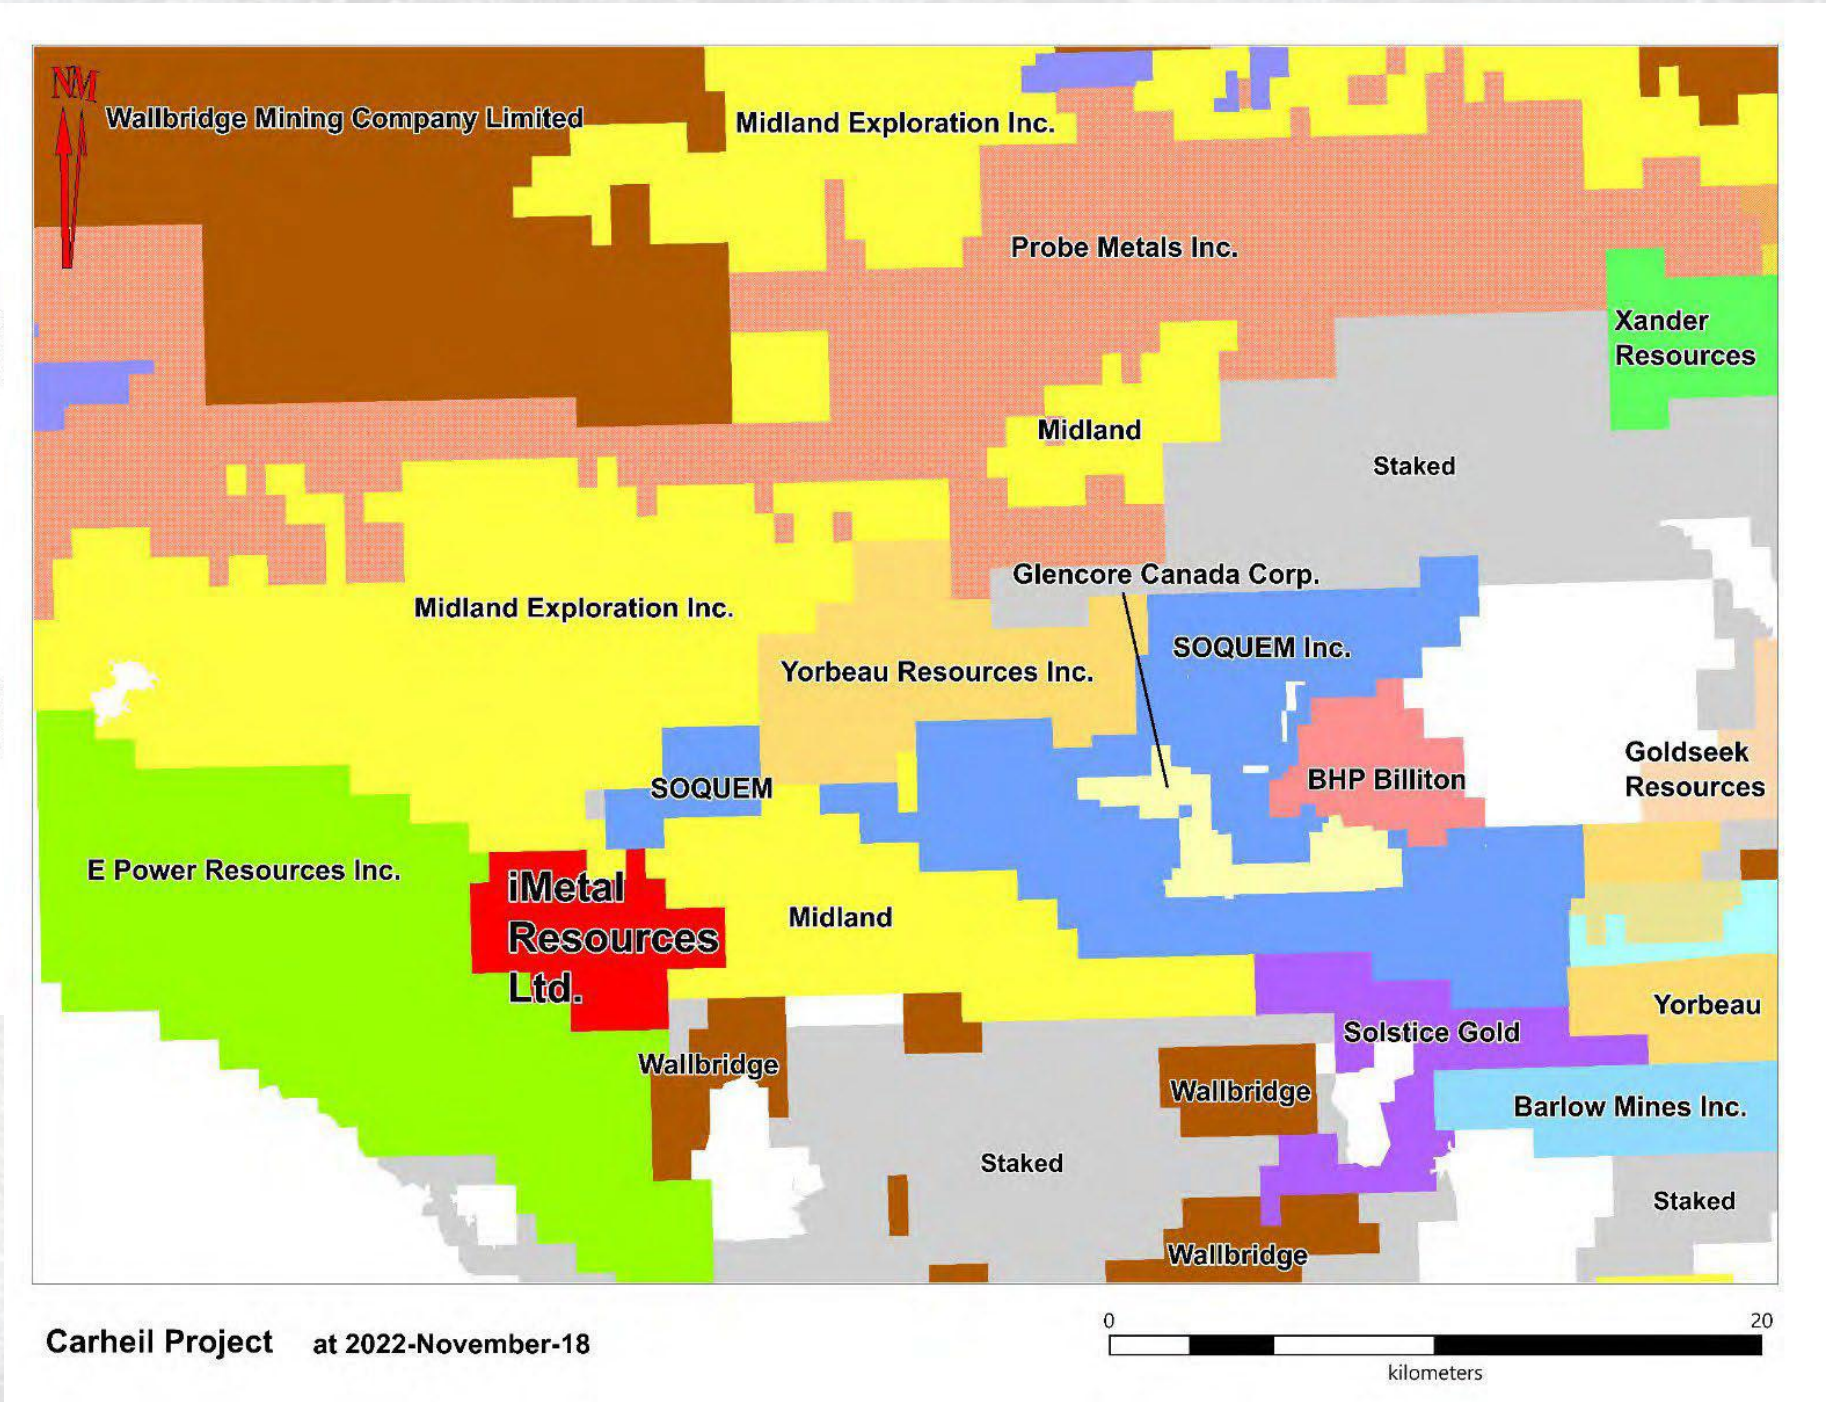 NM
N
Wallbridge Mining Company Limited
Midland Exploration Inc.
Probe Metals Inc.
Xander
Resources
Midland
Staked
Glencore Canada Corp.
Midland Exploration Inc.
SOQUEM Inc.
Yorbeau Resources Inc.
Goldseek
Resources
BHP Billiton
SOQUEM
E Power Resources Inc.
iMetal
Resources
Ltd.
Midland
Yorbeau
Solstice Gold
Wallbridge
Wallbridge
Barlow Mines Inc.
Staked
Staked
Wallbridge
Carheil Project at 2022-November-18
0 20
kilometers